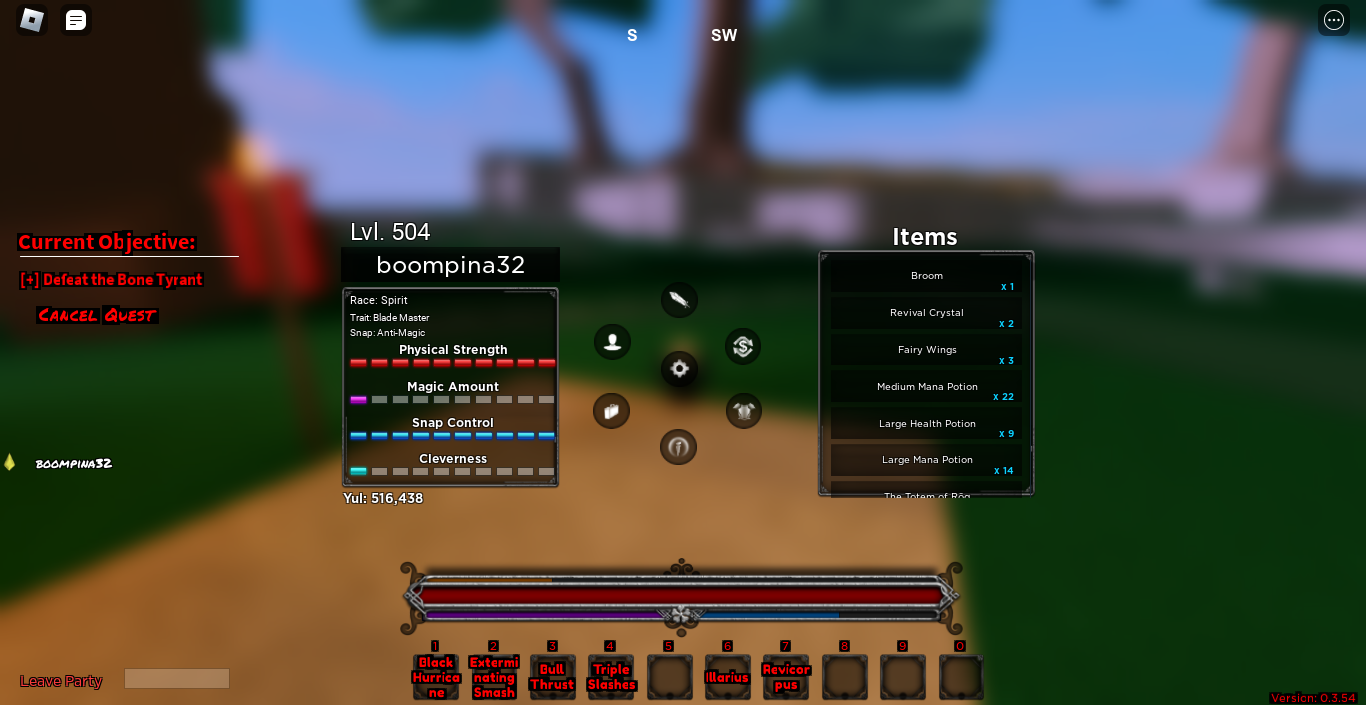 S SW
Current Objective:
[+] Defeat the Bone Tyrant
Cancel Quest
boompina32
Lvl. 504
boompina32
Race: Spirit
Trait: Blade Master
Snap: Anti-Magic
Physical Strength
Magic Amount
Snap Control
Cleverness
Yul: 516,438
Items
Broom
x 1
Revival Crystal
x 2
Fairy Wings
x 3
Medium Mana Potion
x 22
Large Health Potion
x 9
Large Mana Potion
x 14
The Totem of Rôg
1 2 3 4 5 6 7 8 9 0
Black
Hurrica
ne
Extermi
nating
Smash
Bull
Thrust
Triple
Slashes
Illarius
Revicor
pus
Leave Party
Version: 0.3.54